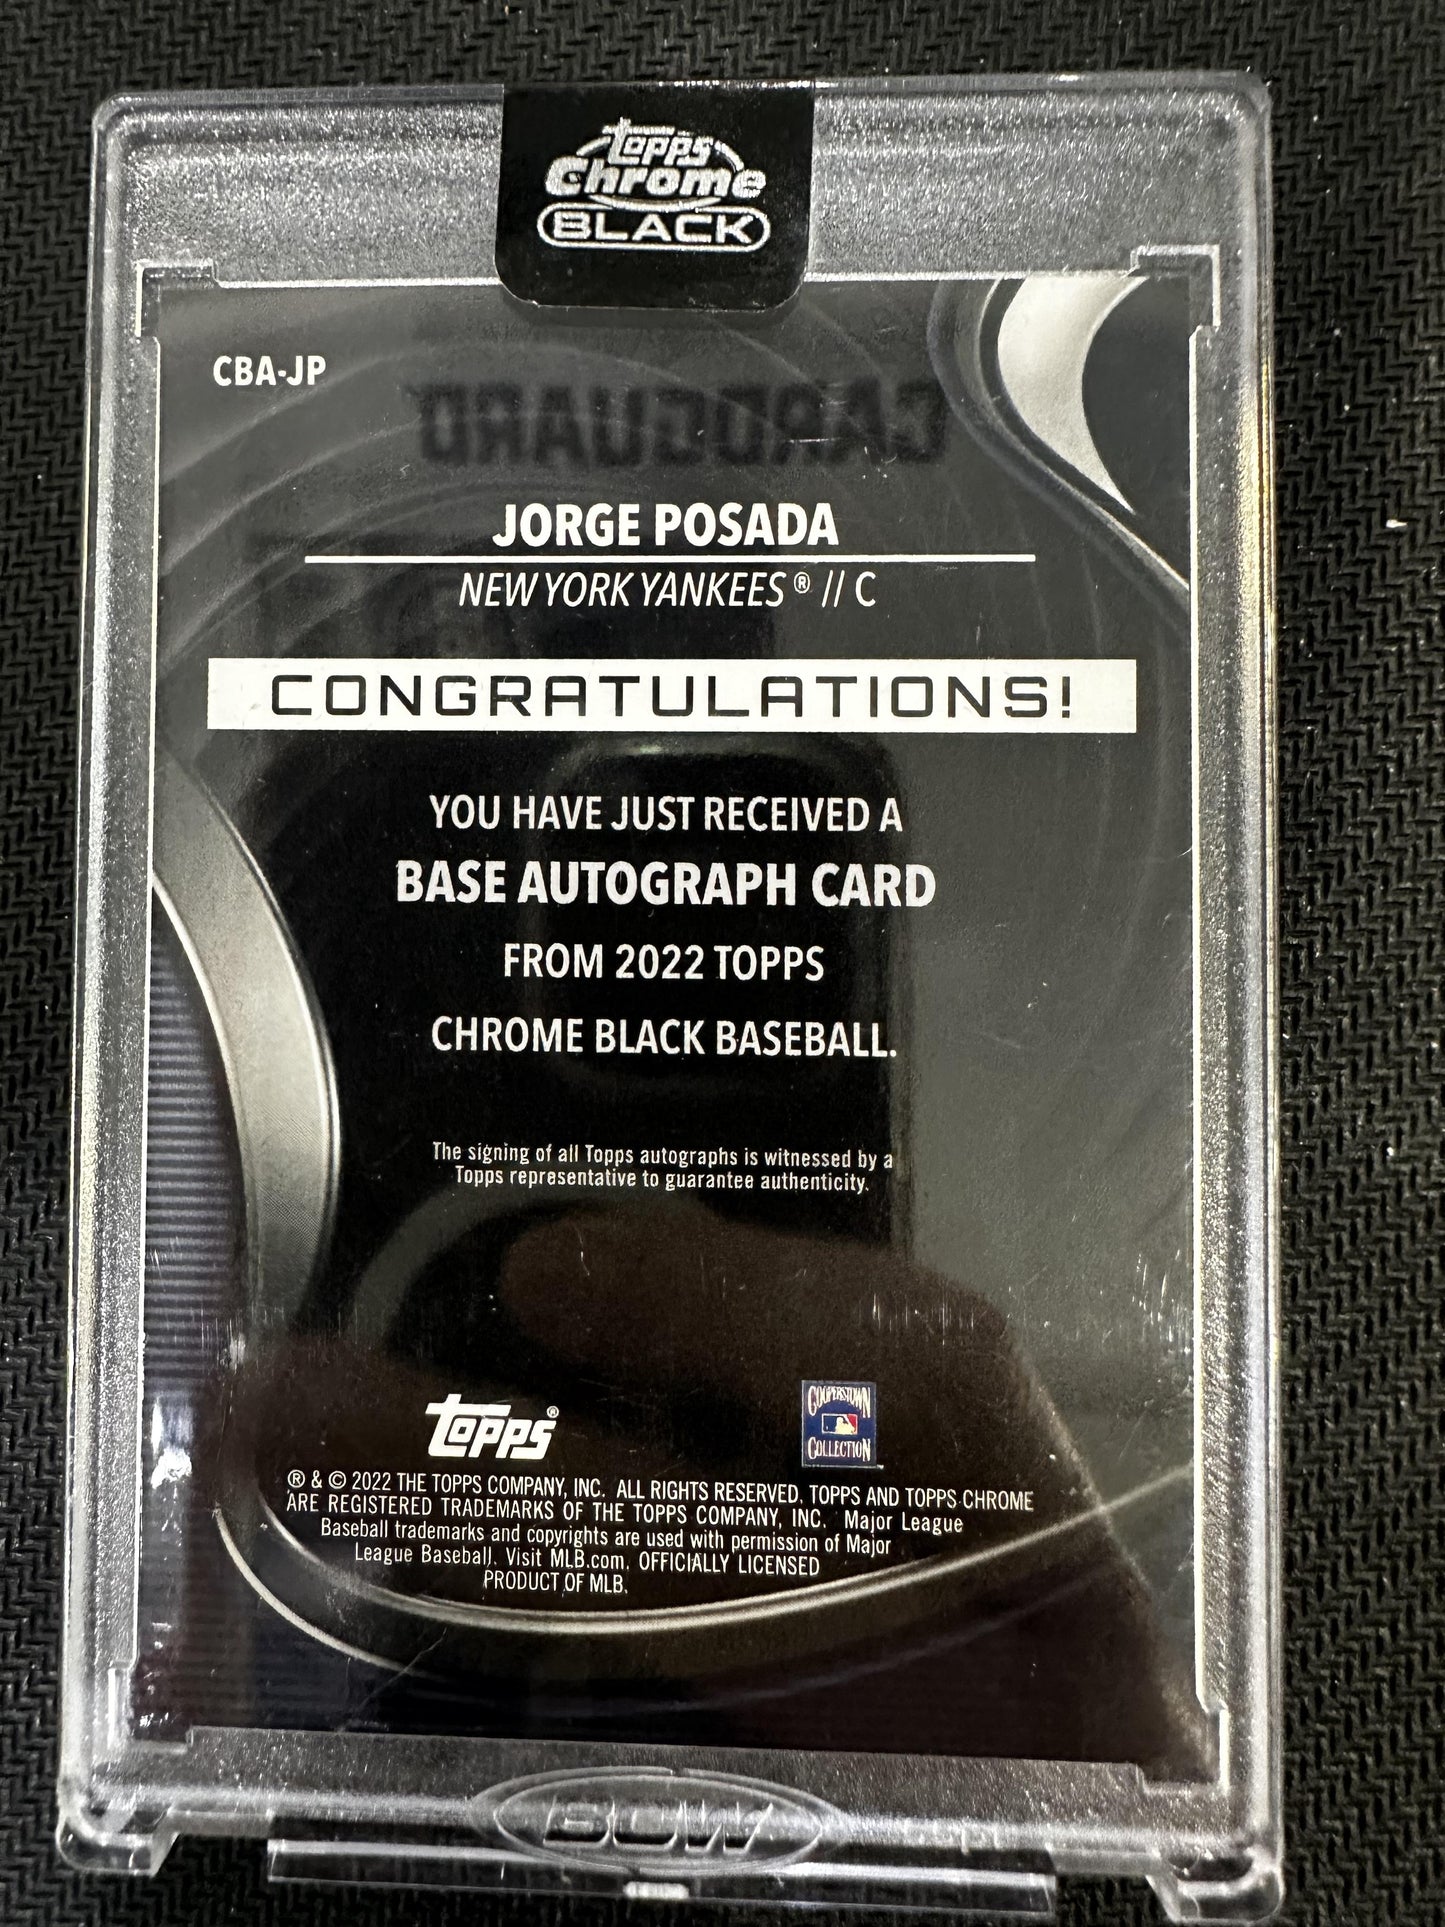 topps
Chrome
BLACK
CBA-JP
JORGE POSADA
NEW YORK YANKEES® // C
CONGRATULATIONS!
YOU HAVE JUST RECEIVED A
BASE AUTOGRAPH CARD
FROM 2022 TOPPS
CHROME BLACK BASEBALL.
The signing of all Topps autographs is witnessed by a
Topps representative to guarantee authenticity.
topps®
COOPERSTOWN
COLLECTION
® & © 2022 THE TOPPS COMPANY, INC. ALL RIGHTS RESERVED. TOPPS AND TOPPS CHROME
ARE REGISTERED TRADEMARKS OF THE TOPPS COMPANY, INC. Major League
Baseball trademarks and copyrights are used with permission of Major
League Baseball. Visit MLB.com. OFFICIALLY LICENSED
PRODUCT OF MLB.
BCW